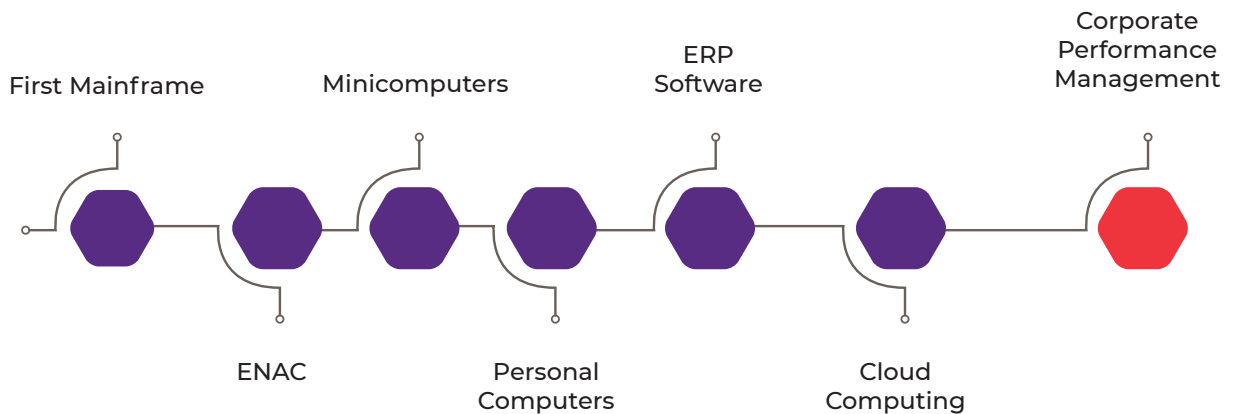 First Mainframe
ENAC
Minicomputers
Personal
Computers
ERP
Software
Cloud
Computing
Corporate
Performance
Management